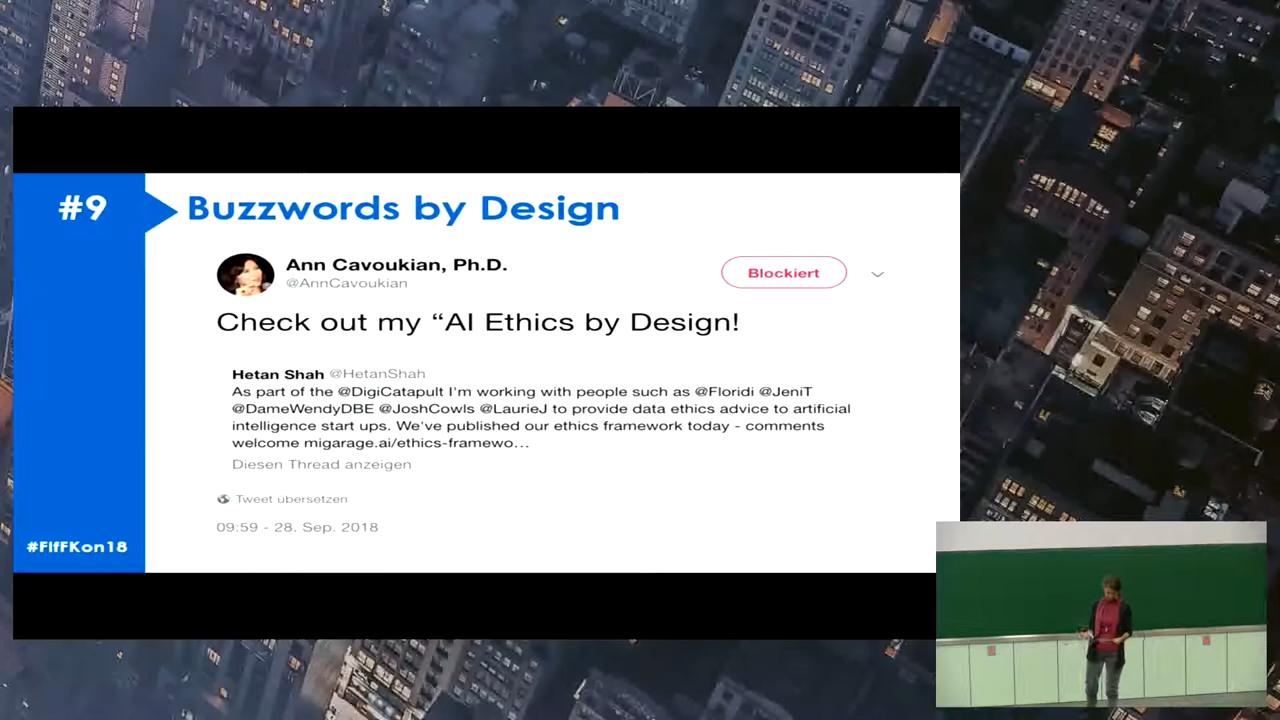 #9
Buzzwords by Design
Ann Cavoukian, Ph.D.
@AnnCavoukian
Blockiert
Check out my “AI Ethics by Design!
Hetan Shah @HetanShah
As part of the @DigiCatapult I'm working with people such as @Floridi @JeniT
@DameWendyDBE @JoshCowls @LaurieJ to provide data ethics advice to artificial
intelligence start ups. We've published our ethics framework today - comments
welcome migarage.ai/ethics-framewo…
Diesen Thread anzeigen
Tweet übersetzen
09:59 - 28. Sep. 2018
#FIfFKon18